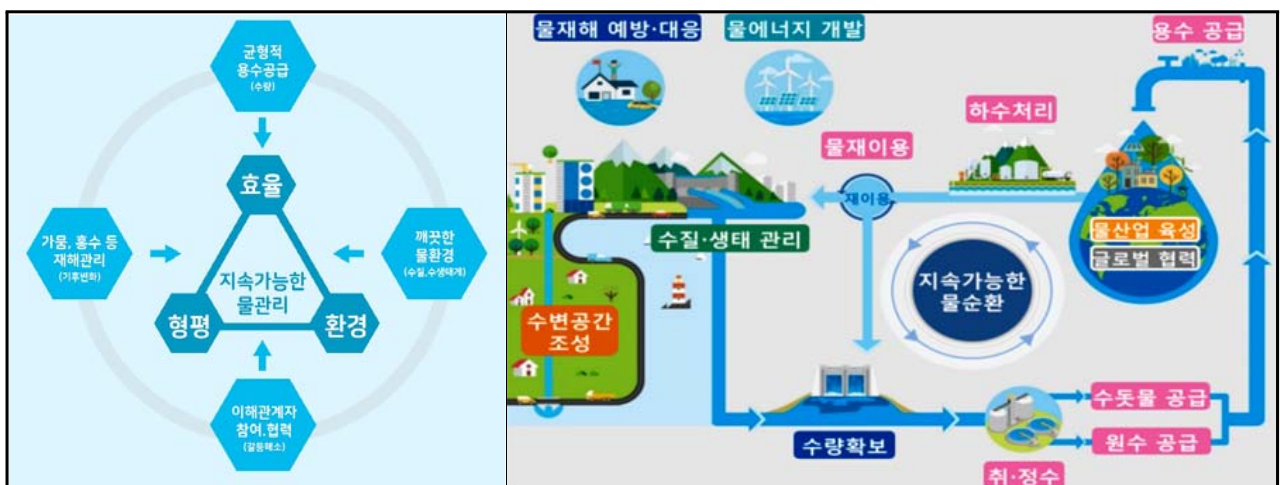 균형적
용수공급
(수량)
효율
가뭄, 홍수 등
재해관리
(기후변화)
깨끗한
물환경
(수질,수생태계)
지속가능한
물관리
형평
환경
이해관계자
참여.협력
(갈등해소)
물재해 예방·대응
물에너지 개발
용수 공급
하수처리
물재이용
재이용
수질·생태 관리
물산업 육성
글로벌 협력
지속가능한
물순환
수변공간
조성
수돗물 공급
수량확보
원수 공급
취·정수